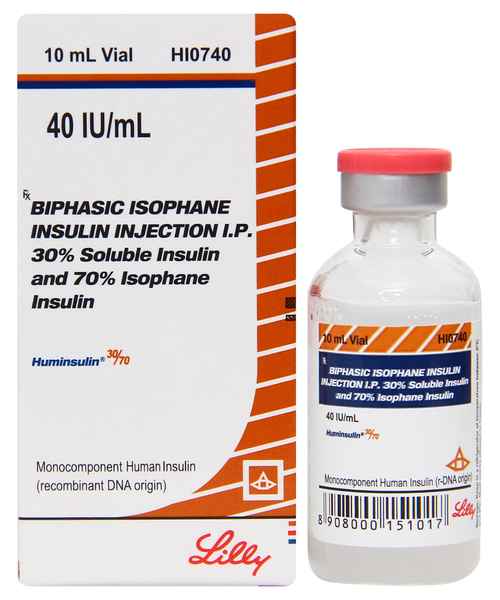 10 mL Vial HI0740
40 IU/mL
Rx
BIPHASIC ISOPHANE
INSULIN INJECTION I.P.
30% Soluble Insulin
and 70% Isophane
Insulin
Huminsulin® 30/70
Monocomponent Human Insulin
(recombinant DNA origin)
Lilly
10 mL Vial HI0740
Rx
BIPHASIC ISOPHANE INSULIN
INJECTION I.P. 30% Soluble Insulin
and 70% Isophane Insulin
40 IU/mL
Huminsulin® 30/70
Monocomponent Human Insulin (r-DNA origin)
8 908000 151017
Lilly